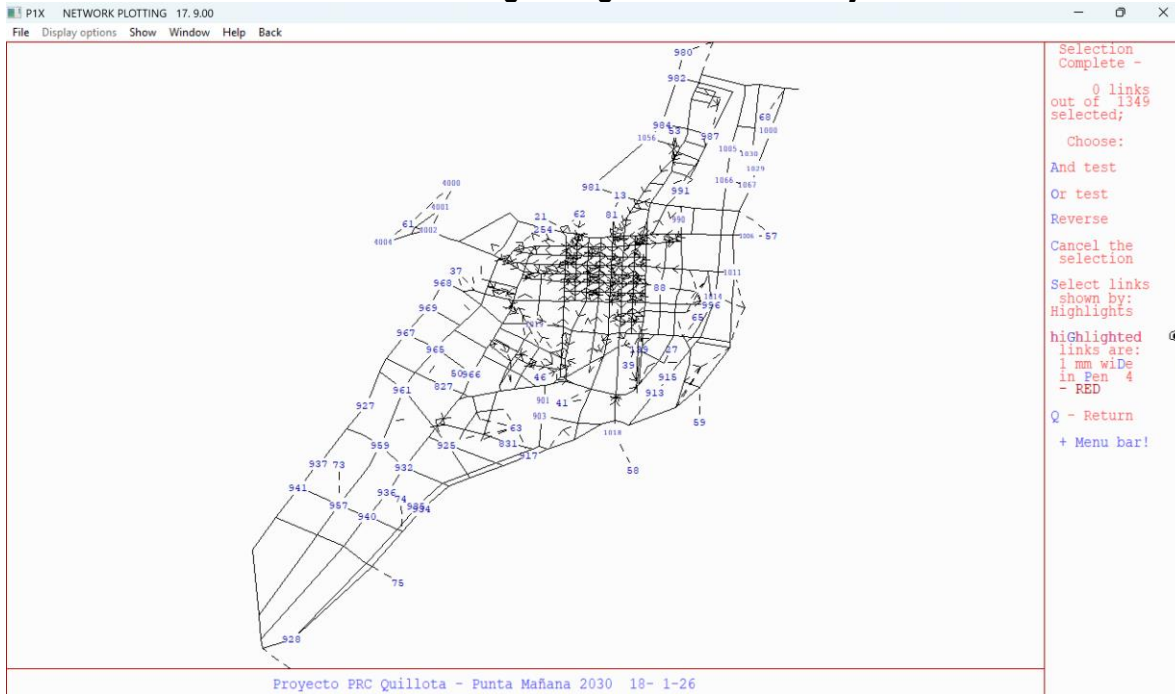 P1X NETWORK PLOTTING 17. 9.00
File Display options Show Window Help Back
980
982
68
984
53
1056
987
1008
1005
1030
1029
1066
1067
4000
981
13
991
4001
21
62
81
990
61
4002
254
4004
1006
57
37
1011
968
88
1014
996
969
65
967
965
27
50
966
39
46
915
827
961
913
901
41
927
903
59
63
1018
925
831
959
917
58
937
73
932
941
936
74
957
940
985
994
75
928
Selection
Complete -
0 links
out of 1349
selected;
Choose:
And test
Or test
Reverse
Cancel the
selection
Select links
shown by:
Highlights
hiGhlighted
links are:
1 mm wiDe
in Pen 4
- RED
Q - Return
+ Menu bar!
Proyecto PRC Quillota - Punta Mañana 2030 18- 1-26